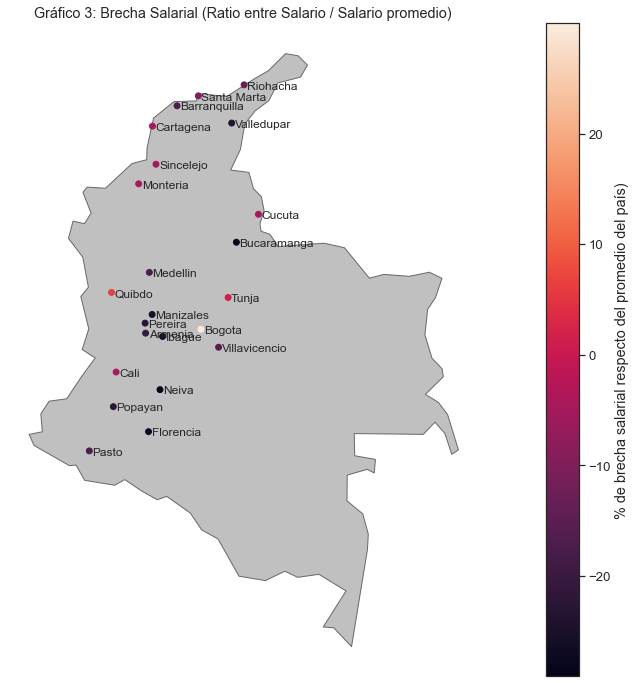 Gráfico 3: Brecha Salarial (Ratio entre Salario / Salario promedio)
Riohacha
Santa Marta
Barranquilla
Valledupar
Cartagena
Sincelejo
Monteria
Cucuta
Bucaramanga
Medellin
Quibdo
Tunja
Manizales
Pereira
Bogota
Armenia
Ibague
Villavicencio
Cali
Neiva
Popayan
Florencia
Pasto
20
10
0
−10
−20
% de brecha salarial respecto del promedio del país)